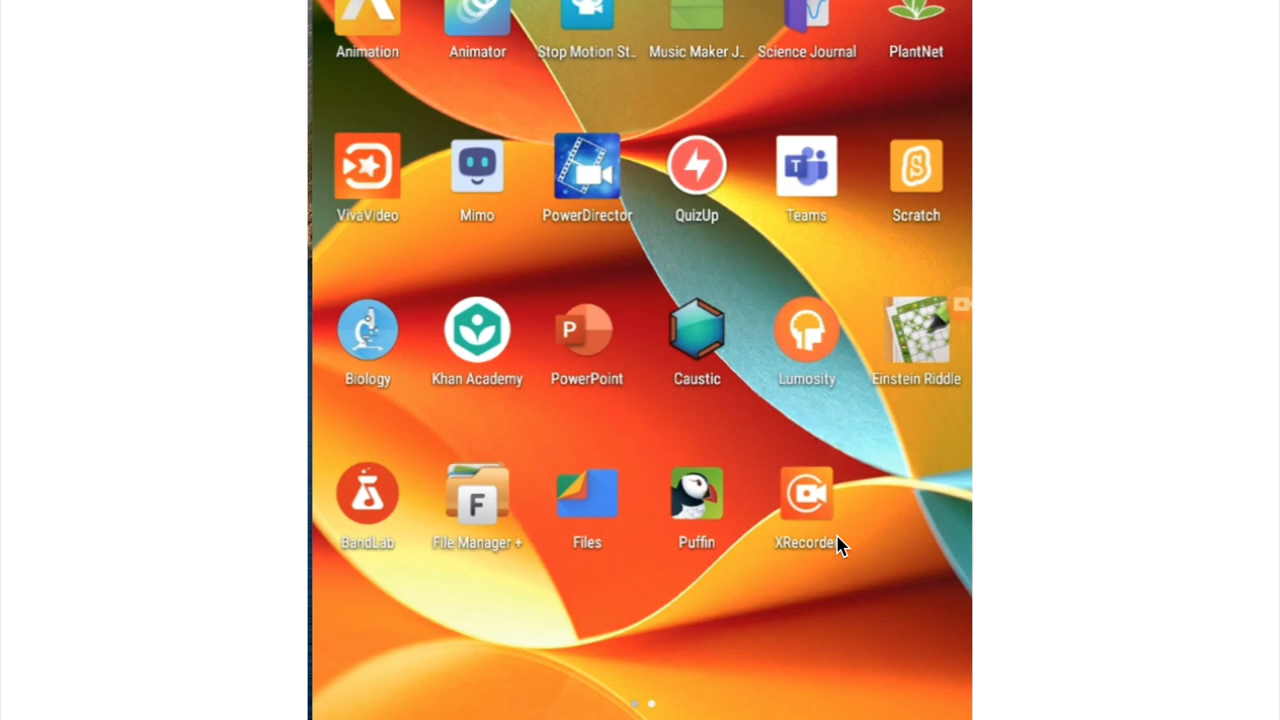 Animation
Animator
Stop Motion St..
Music Maker J..
Science Journal
PlantNet
VivaVideo
Mimo
PowerDirector
QuizUp
T
Teams
S
Scratch
Biology
Khan Academy
P
PowerPoint
Caustic
Lumosity
Einstein Riddle
BandLab
F
File Manager +
Files
Puffin
XRecorder